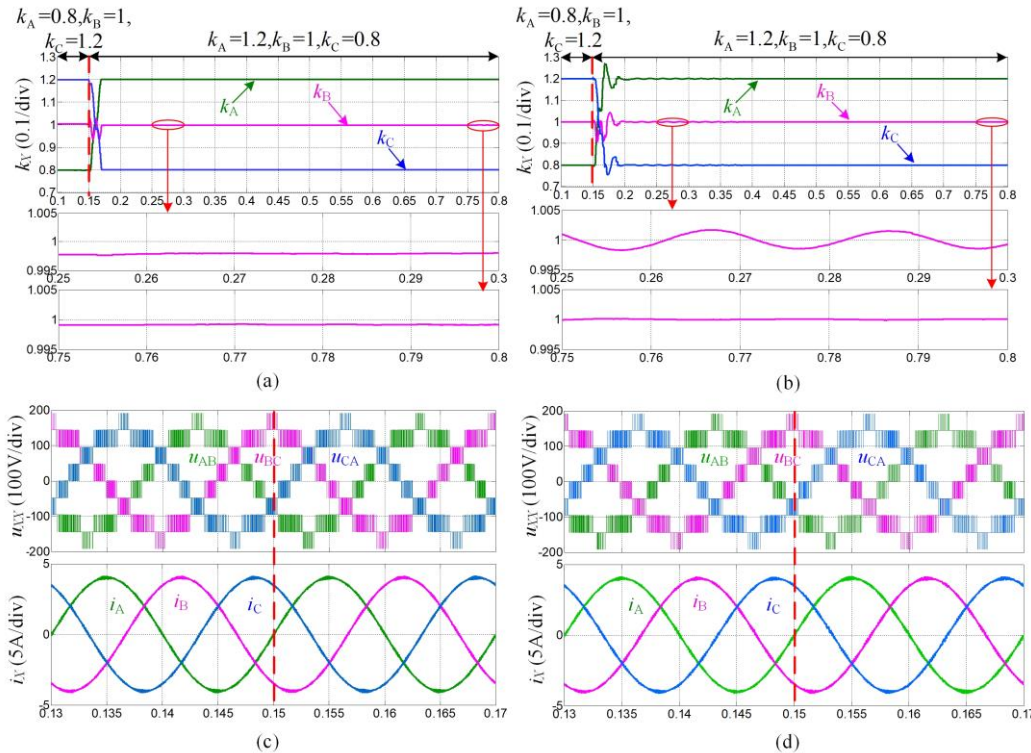 kA=0.8,kB=1,
kC=1.2
kA=1.2,kB=1,kC=0.8
kX (0.1/div)
1.3
1.2
1.1
1.0
0.9
0.8
0.7
kA
kB
kC
0.1 0.15 0.2 0.25 0.3 0.35 0.4 0.45 0.5 0.55 0.6 0.65 0.7 0.75 0.8
1.005
1
0.995
0.25 0.26 0.27 0.28 0.29 0.3
1.005
1
0.995
0.75 0.76 0.77 0.78 0.79 0.8
(a)
kA=0.8,kB=1,
kC=1.2
kA=1.2,kB=1,kC=0.8
kX (0.1/div)
1.3
1.2
1.1
1.0
0.9
0.8
0.7
kA
kB
kC
0.1 0.15 0.2 0.25 0.3 0.35 0.4 0.45 0.5 0.55 0.6 0.65 0.7 0.75 0.8
1.005
1
0.995
0.25 0.26 0.27 0.28 0.29 0.3
1.005
1
0.995
0.75 0.76 0.77 0.78 0.79 0.8
(b)
uXX (100V/div)
200
100
0
-100
-200
uAB uBC uCA
iX (5A/div)
5
0
-5
iA iB iC
0.13 0.135 0.14 0.145 0.15 0.155 0.16 0.165 0.17
(c)
uXX (100V/div)
200
100
0
-100
-200
uAB uBC uCA
iX (5A/div)
5
0
-5
iA iB iC
0.13 0.135 0.14 0.145 0.15 0.155 0.16 0.165 0.17
(d)